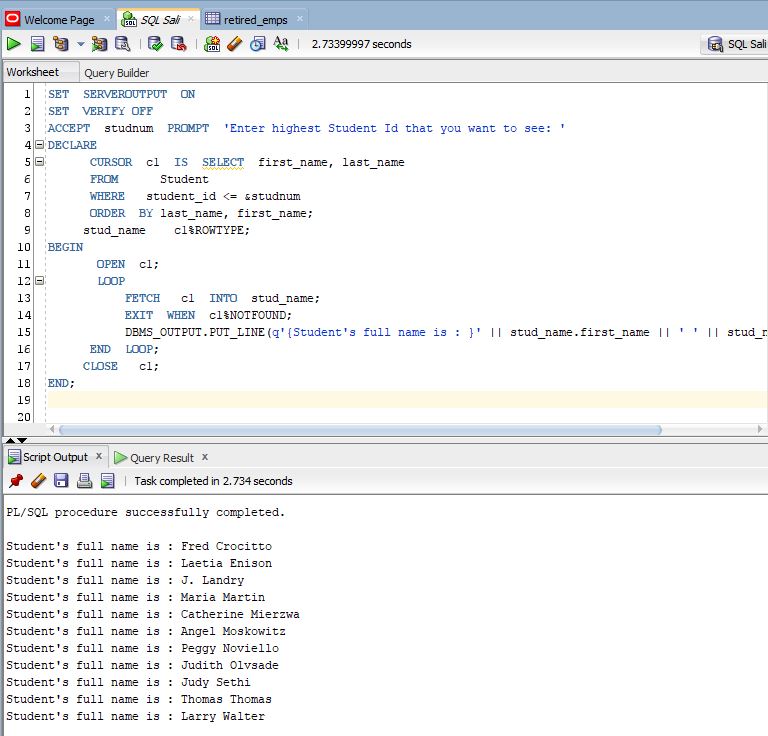 Welcome Page SQL Sali retired_emps
2.73399997 seconds SQL Sali
Worksheet Query Builder
1 SET SERVEROUTPUT ON
2 SET VERIFY OFF
3 ACCEPT studnum PROMPT 'Enter highest Student Id that you want to see: '
4 DECLARE
5 CURSOR c1 IS SELECT first_name, last_name
6 FROM Student
7 WHERE student_id <= &studnum
8 ORDER BY last_name, first_name;
9 stud_name c1%ROWTYPE;
10 BEGIN
11 OPEN c1;
12 LOOP
13 FETCH c1 INTO stud_name;
14 EXIT WHEN c1%NOTFOUND;
15 DBMS_OUTPUT.PUT_LINE(q'{Student's full name is : }' || stud_name.first_name || ' ' || stud_n
16 END LOOP;
17 CLOSE c1;
18 END;
19
20
Script Output x Query Result x
Task completed in 2.734 seconds
PL/SQL procedure successfully completed.
Student's full name is : Fred Crocitto
Student's full name is : Laetia Enison
Student's full name is : J. Landry
Student's full name is : Maria Martin
Student's full name is : Catherine Mierzwa
Student's full name is : Angel Moskowitz
Student's full name is : Peggy Noviello
Student's full name is : Judith Olvsade
Student's full name is : Judy Sethi
Student's full name is : Thomas Thomas
Student's full name is : Larry Walter